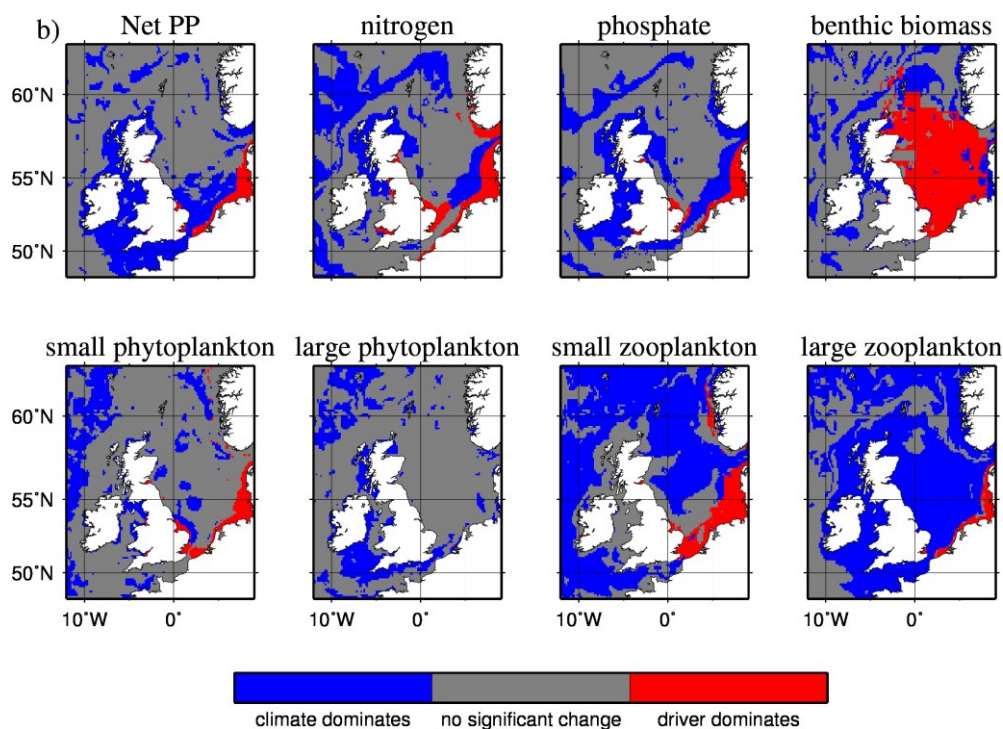 b)
Net PP nitrogen phosphate benthic biomass
60°N
55°N
50°N
small phytoplankton large phytoplankton small zooplankton large zooplankton
60°N
55°N
50°N
10°W 0° 10°W 0° 10°W 0° 10°W 0°
climate dominates no significant change driver dominates